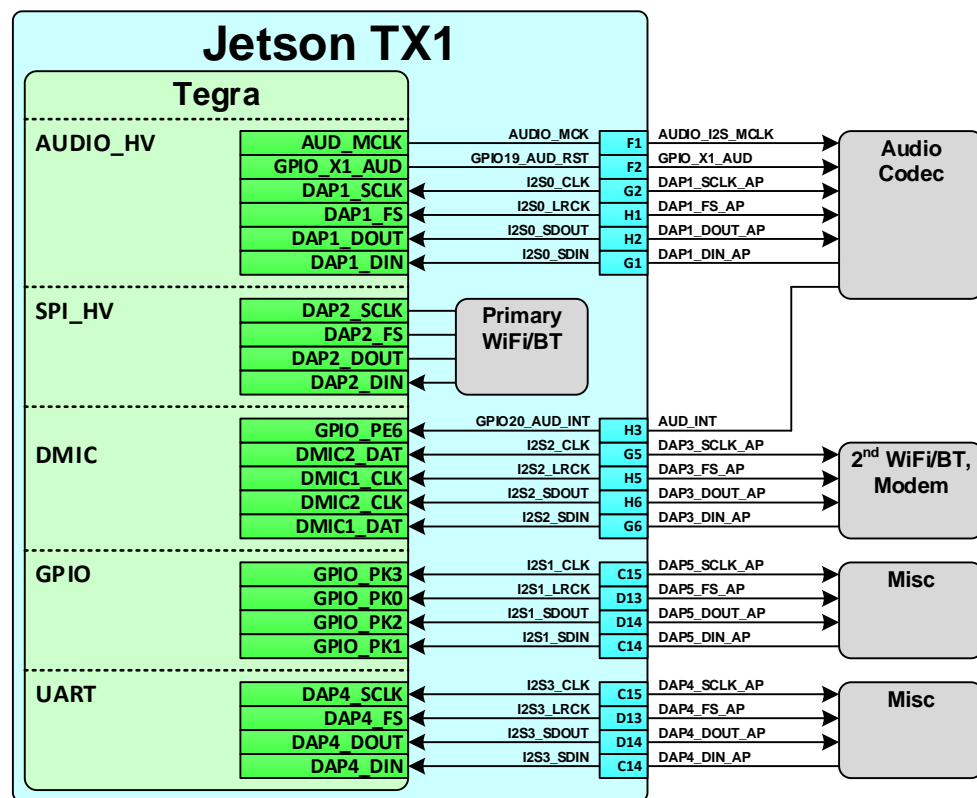 Jetson TX1
Tegra
AUDIO_HV
AUD_MCLK AUDIO_MCK F1 AUDIO_I2S_MCLK
GPIO_X1_AUD GPIO19_AUD_RST F2 GPIO_X1_AUD
DAP1_SCLK I2S0_CLK G2 DAP1_SCLK_AP
DAP1_FS I2S0_LRCK H1 DAP1_FS_AP
DAP1_DOUT I2S0_SDOUT H2 DAP1_DOUT_AP
DAP1_DIN I2S0_SDIN G1 DAP1_DIN_AP
Audio
Codec
SPI_HV
DAP2_SCLK
DAP2_FS
DAP2_DOUT
DAP2_DIN
Primary
WiFi/BT
DMIC
GPIO_PE6 GPIO20_AUD_INT H3 AUD_INT
DMIC2_DAT I2S2_CLK G5 DAP3_SCLK_AP
DMIC1_CLK I2S2_LRCK H5 DAP3_FS_AP
DMIC2_CLK I2S2_SDOUT H6 DAP3_DOUT_AP
DMIC1_DAT I2S2_SDIN G6 DAP3_DIN_AP
2nd WiFi/BT,
Modem
GPIO
GPIO_PK3 I2S1_CLK C15 DAP5_SCLK_AP
GPIO_PK0 I2S1_LRCK D13 DAP5_FS_AP
GPIO_PK2 I2S1_SDOUT D14 DAP5_DOUT_AP
GPIO_PK1 I2S1_SDIN C14 DAP5_DIN_AP
Misc
UART
DAP4_SCLK I2S3_CLK C15 DAP4_SCLK_AP
DAP4_FS I2S3_LRCK D13 DAP4_FS_AP
DAP4_DOUT I2S3_SDOUT D14 DAP4_DOUT_AP
DAP4_DIN I2S3_SDIN C14 DAP4_DIN_AP
Misc